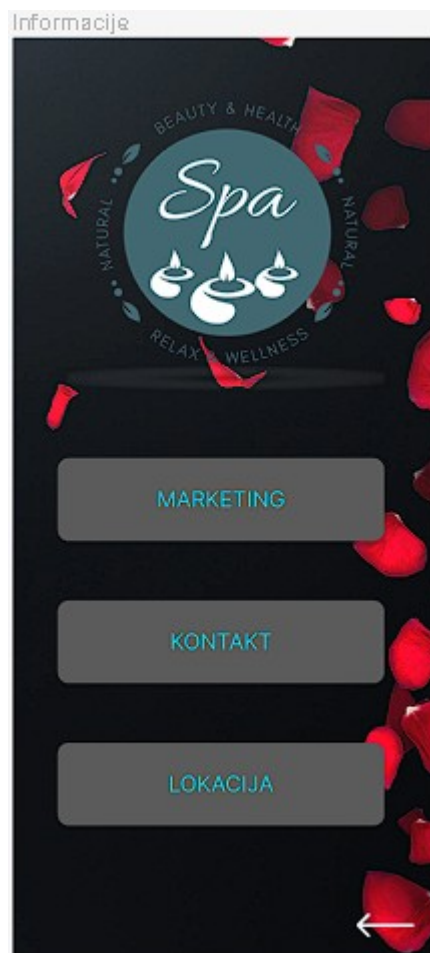 Informacije
BEAUTY & HEALTH
NATURAL
Spa
NATURAL
RELAX & WELLNESS
MARKETING
KONTAKT
LOKACIJA